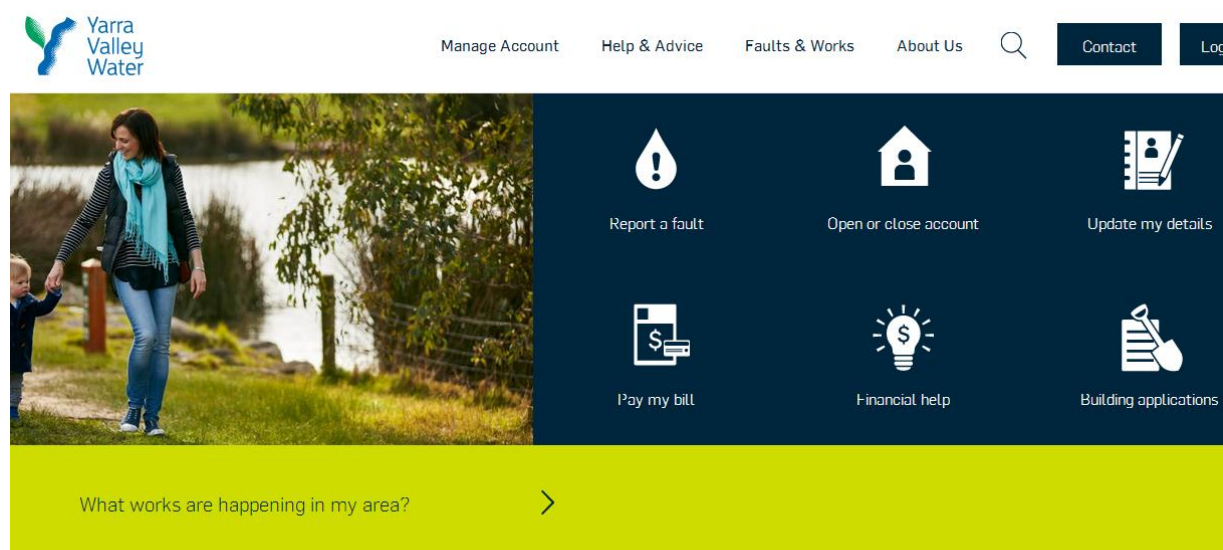 Yarra
Valley
Water
Manage Account Help & Advice Faults & Works About Us Contact Log
Report a fault Open or close account Update my details
Pay my bill Financial help Building applications
What works are happening in my area?